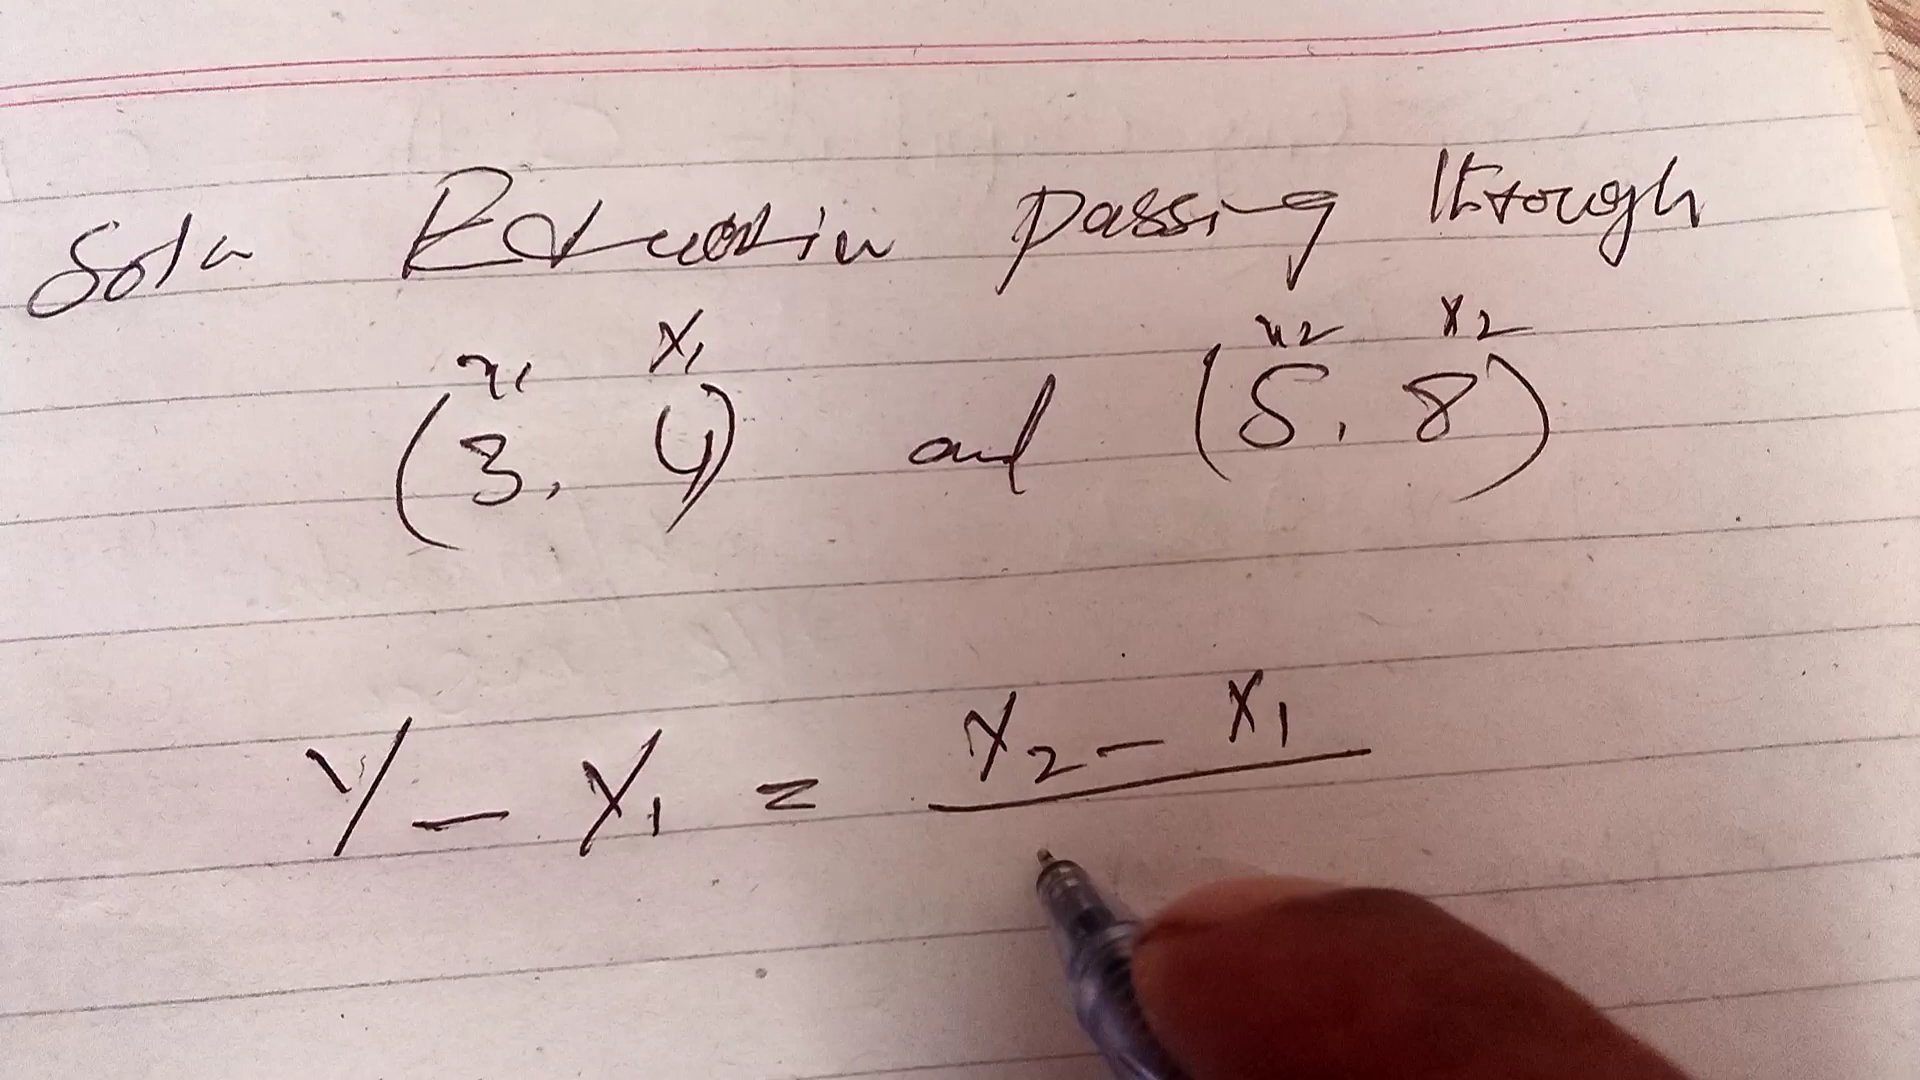 Soln Equation passing through
x1 Y1 x2 Y2
(3, 4) and (5, 8)
Y2 - Y1
Y - Y1 =